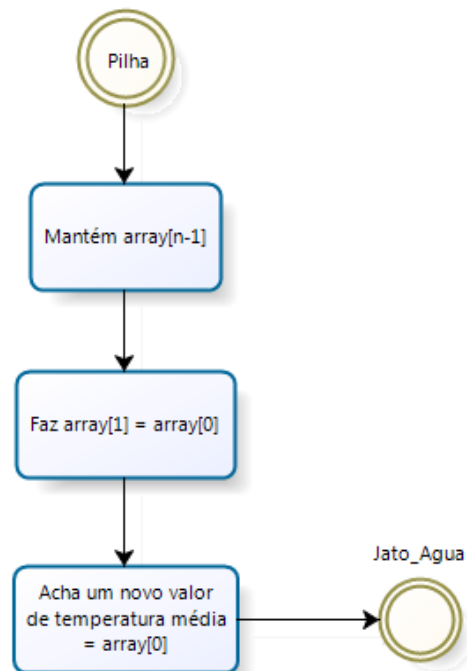 Pilha
Mantém array[n-1]
Faz array[1] = array[0]
Acha um novo valor
de temperatura média
= array[0]
Jato_Agua